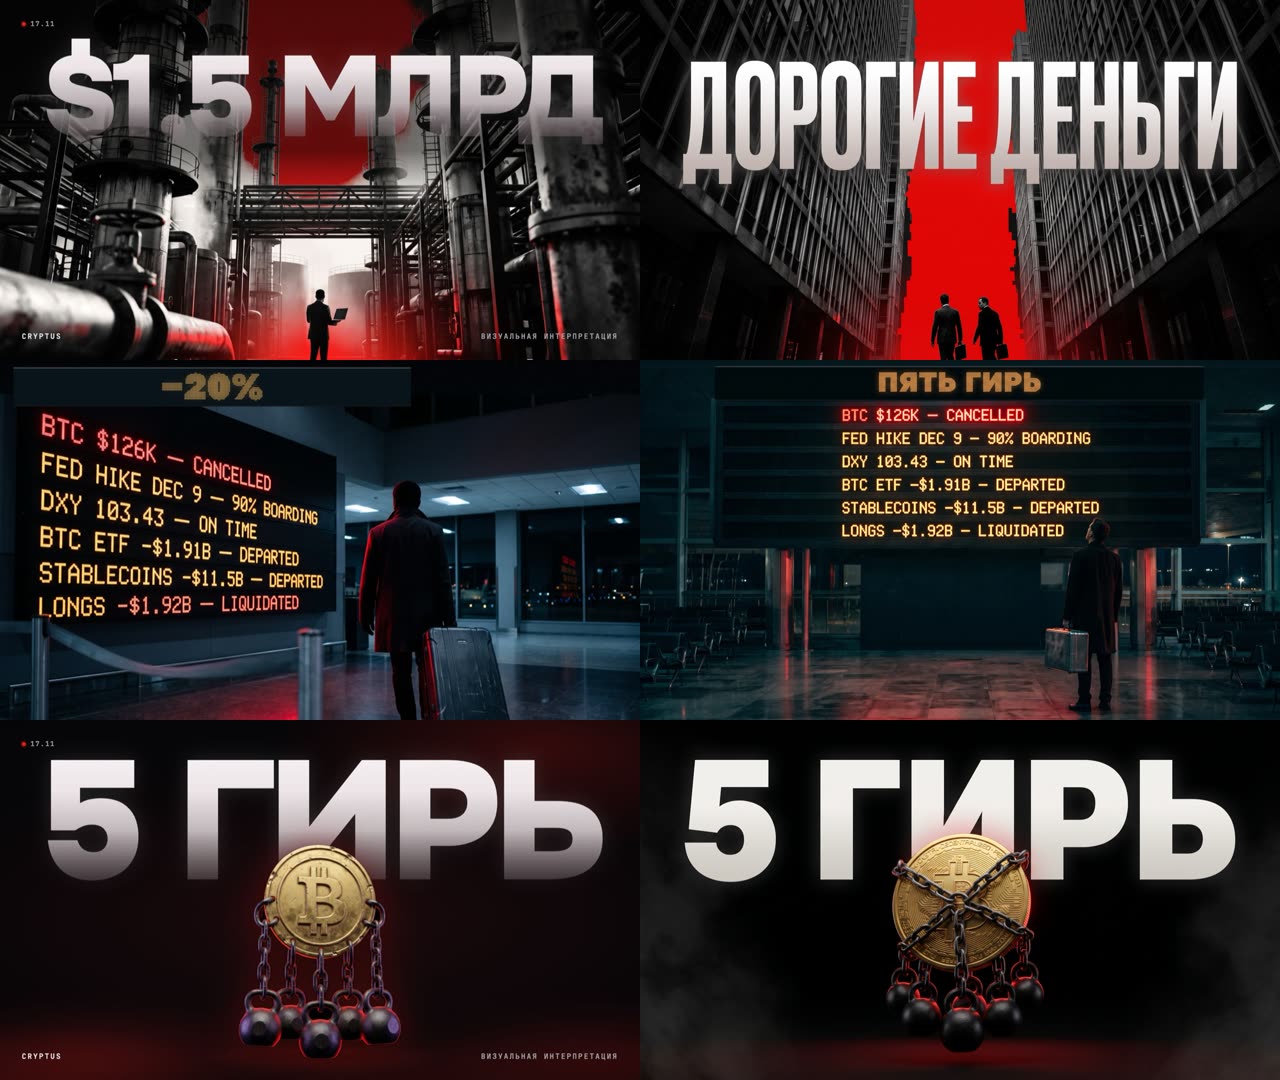 17.11
$1.5 МЛРД
CRYPTUS
ВИЗУАЛЬНАЯ ИНТЕРПРЕТАЦИЯ
ДОРОГИЕ ДЕНЬГИ
−20%
BTC $126K — CANCELLED
FED HIKE DEC 9 — 90% BOARDING
DXY 103.43 — ON TIME
BTC ETF −$1.91B — DEPARTED
STABLECOINS −$11.5B — DEPARTED
LONGS −$1.92B — LIQUIDATED
ПЯТЬ ГИРЬ
BTC $126K — CANCELLED
FED HIKE DEC 9 — 90% BOARDING
DXY 103.43 — ON TIME
BTC ETF −$1.91B — DEPARTED
STABLECOINS −$11.5B — DEPARTED
LONGS −$1.92B — LIQUIDATED
17.11
5 ГИРЬ
CRYPTUS
ВИЗУАЛЬНАЯ ИНТЕРПРЕТАЦИЯ
5 ГИРЬ